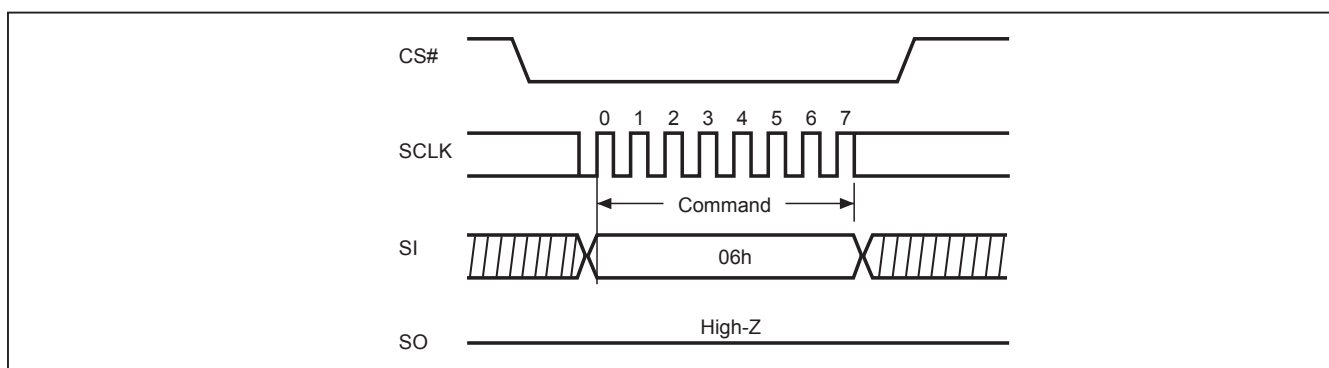 CS#
0 1 2 3 4 5 6 7
SCLK
Command
SI
06h
High-Z
SO